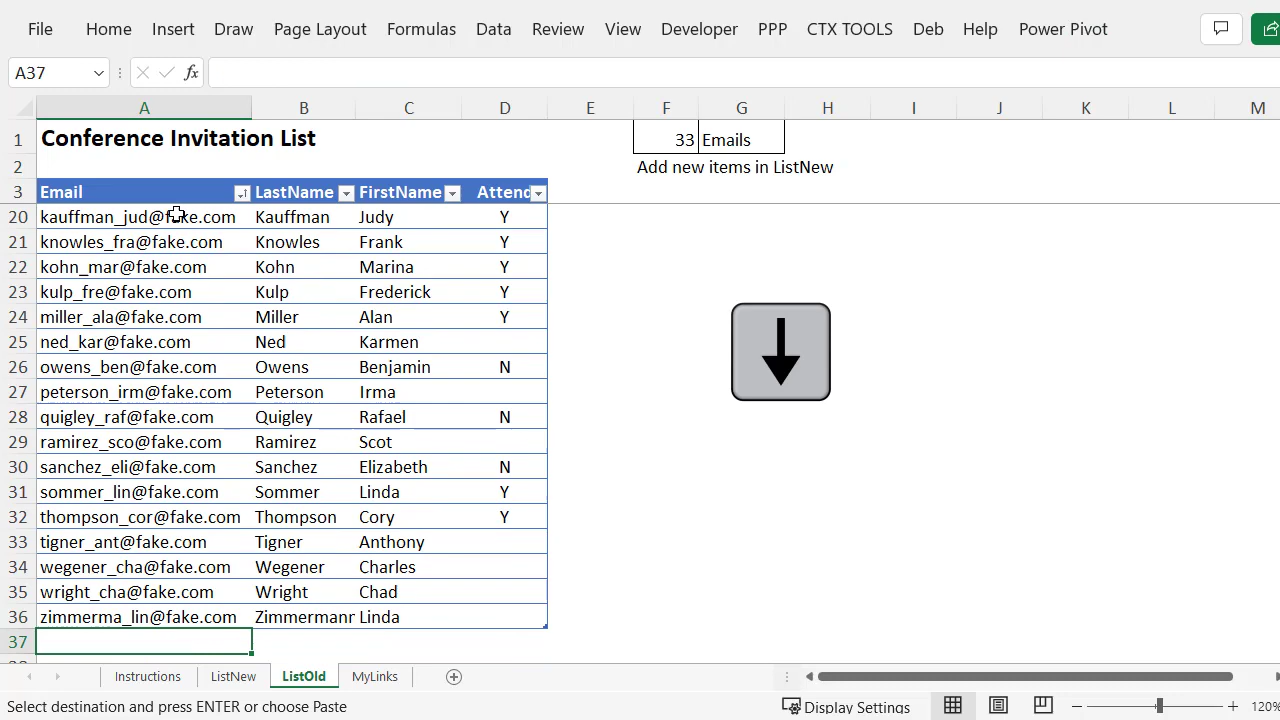 File Home Insert Draw Page Layout Formulas Data Review View Developer PPP CTX TOOLS Deb Help Power Pivot
A37 fx
A B C D E F G H I J K L M
1 Conference Invitation List 33 Emails
2 Add new items in ListNew
3 Email LastName FirstName Attend
20 kauffman_jud@fake.com Kauffman Judy Y
21 knowles_fra@fake.com Knowles Frank Y
22 kohn_mar@fake.com Kohn Marina Y
23 kulp_fre@fake.com Kulp Frederick Y
24 miller_ala@fake.com Miller Alan Y
25 ned_kar@fake.com Ned Karmen
26 owens_ben@fake.com Owens Benjamin N
27 peterson_irm@fake.com Peterson Irma
28 quigley_raf@fake.com Quigley Rafael N
29 ramirez_sco@fake.com Ramirez Scot
30 sanchez_eli@fake.com Sanchez Elizabeth N
31 sommer_lin@fake.com Sommer Linda Y
32 thompson_cor@fake.com Thompson Cory Y
33 tigner_ant@fake.com Tigner Anthony
34 wegener_cha@fake.com Wegener Charles
35 wright_cha@fake.com Wright Chad
36 zimmerma_lin@fake.com Zimmermann Linda
37
Instructions ListNew ListOld MyLinks
Select destination and press ENTER or choose Paste Display Settings 120%